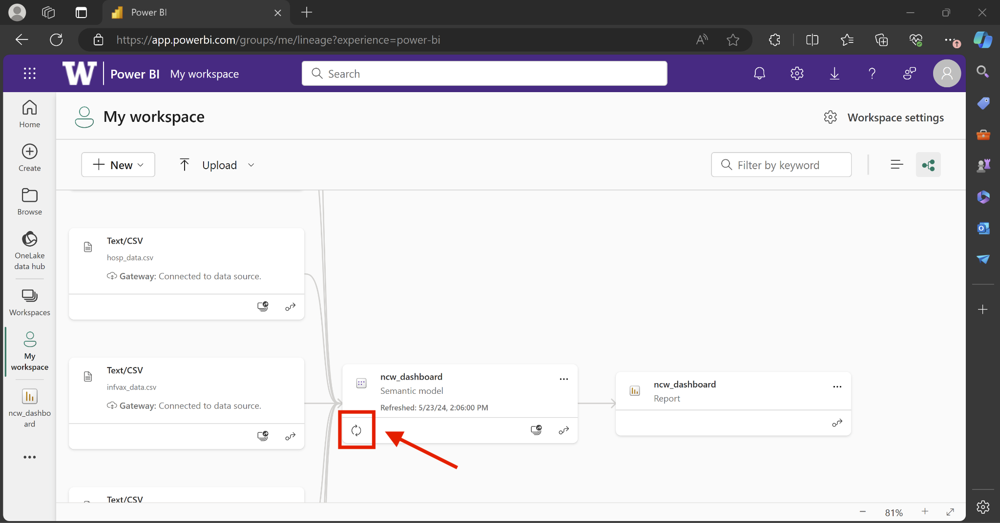 Power BI
https://app.powerbi.com/groups/me/lineage?experience=power-bi
W Power BI My workspace
Search
Home
Create
Browse
OneLake
data hub
Workspaces
My
workspace
ncw_dashbo
ard
My workspace
Workspace settings
New
Upload
Filter by keyword
Text/CSV
hosp_data.csv
Gateway: Connected to data source.
Text/CSV
infvax_data.csv
Gateway: Connected to data source.
Text/CSV
ncw_dashboard
Semantic model
Refreshed: 5/23/24, 2:06:00 PM
ncw_dashboard
Report
81%